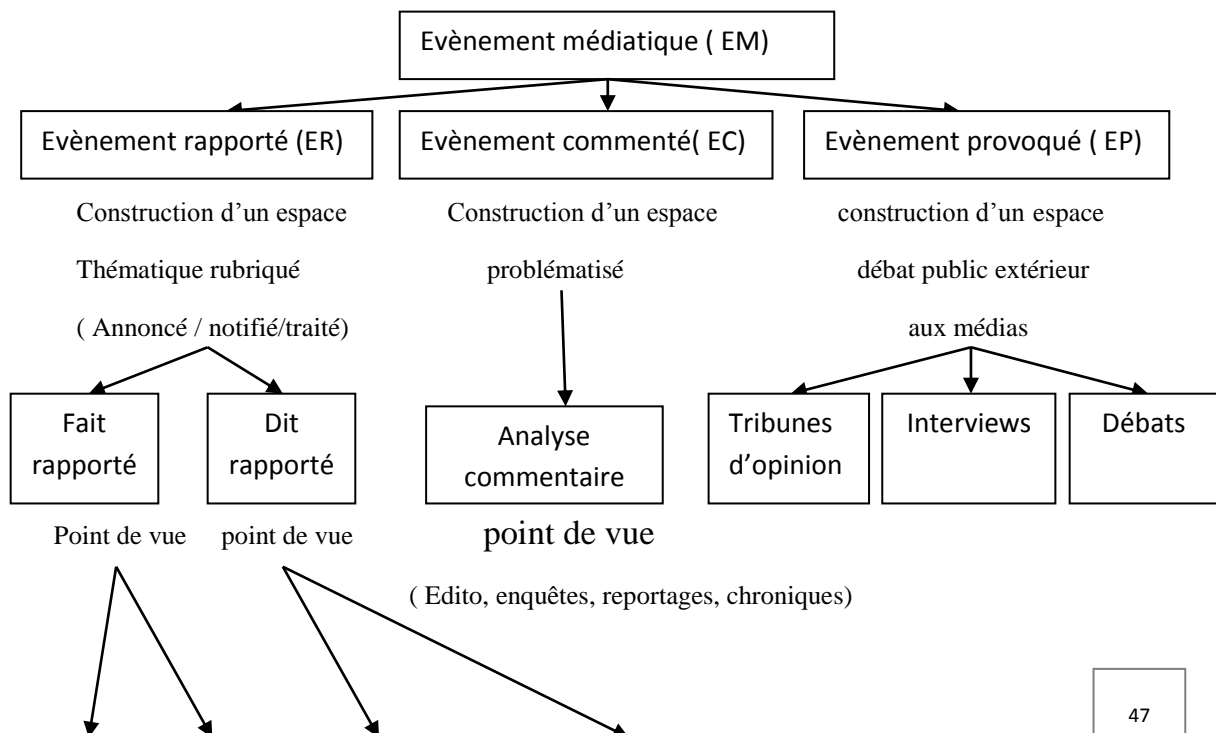 Evènement médiatique ( EM)
Evènement rapporté (ER)
Evènement commenté( EC)
Evènement provoqué ( EP)
Construction d’un espace
Thématique rubriqué
( Annoncé / notifié/traité)
Construction d’un espace
problématisé
construction d’un espace
débat public extérieur
aux médias
Fait
rapporté
Dit
rapporté
Analyse
commentaire
Tribunes
d’opinion
Interviews
Débats
Point de vue
point de vue
point de vue
( Edito, enquêtes, reportages, chroniques)
47